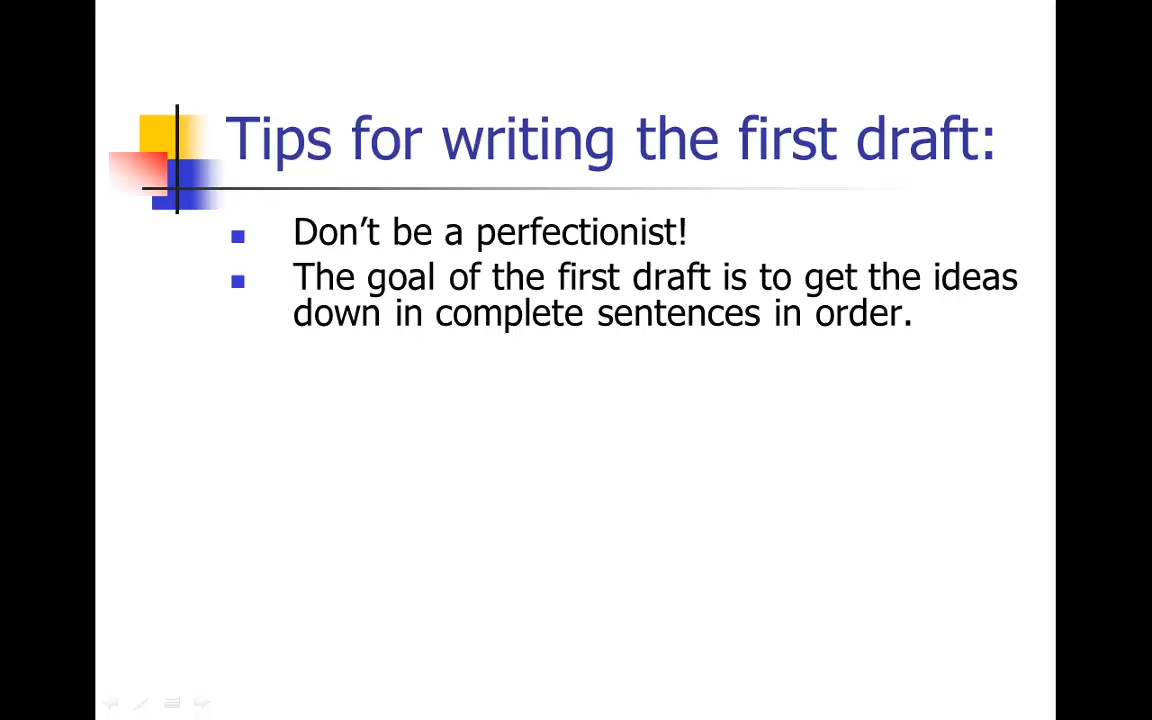 Tips for writing the first draft:
Don’t be a perfectionist!
The goal of the first draft is to get the ideas
down in complete sentences in order.